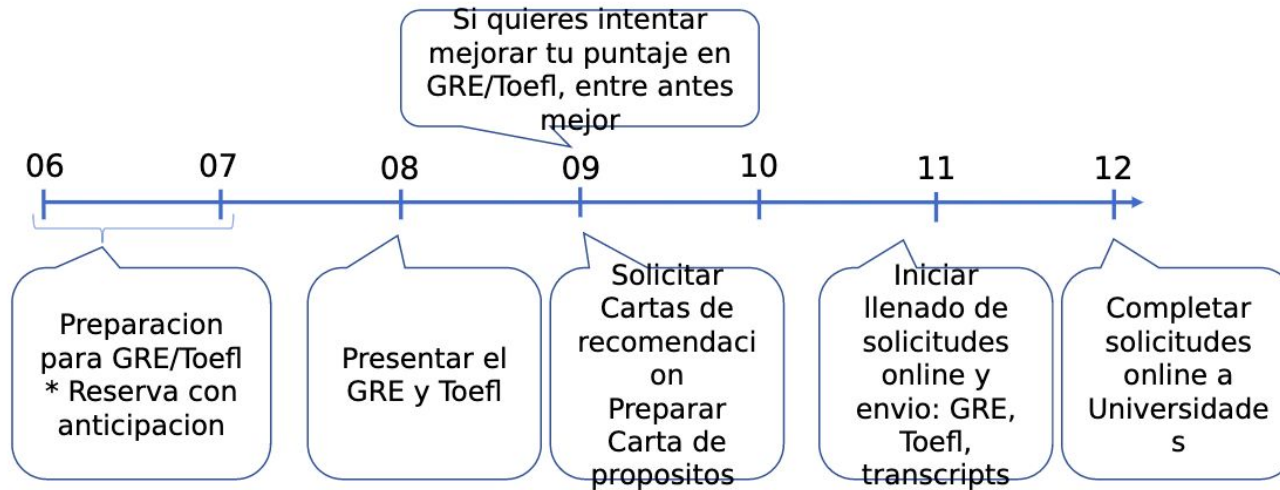 Si quieres intentar
mejorar tu puntaje en
GRE/Toefl, entre antes
mejor
06
07
08
09
10
11
12
Preparacion
para GRE/Toefl
* Reserva con
anticipacion
Presentar el
GRE y Toefl
Solicitar
Cartas de
recomendaci
on
Preparar
Carta de
propositos
Iniciar
llenado de
solicitudes
online y
envio: GRE,
Toefl,
transcripts
Completar
solicitudes
online a
Universidade
s